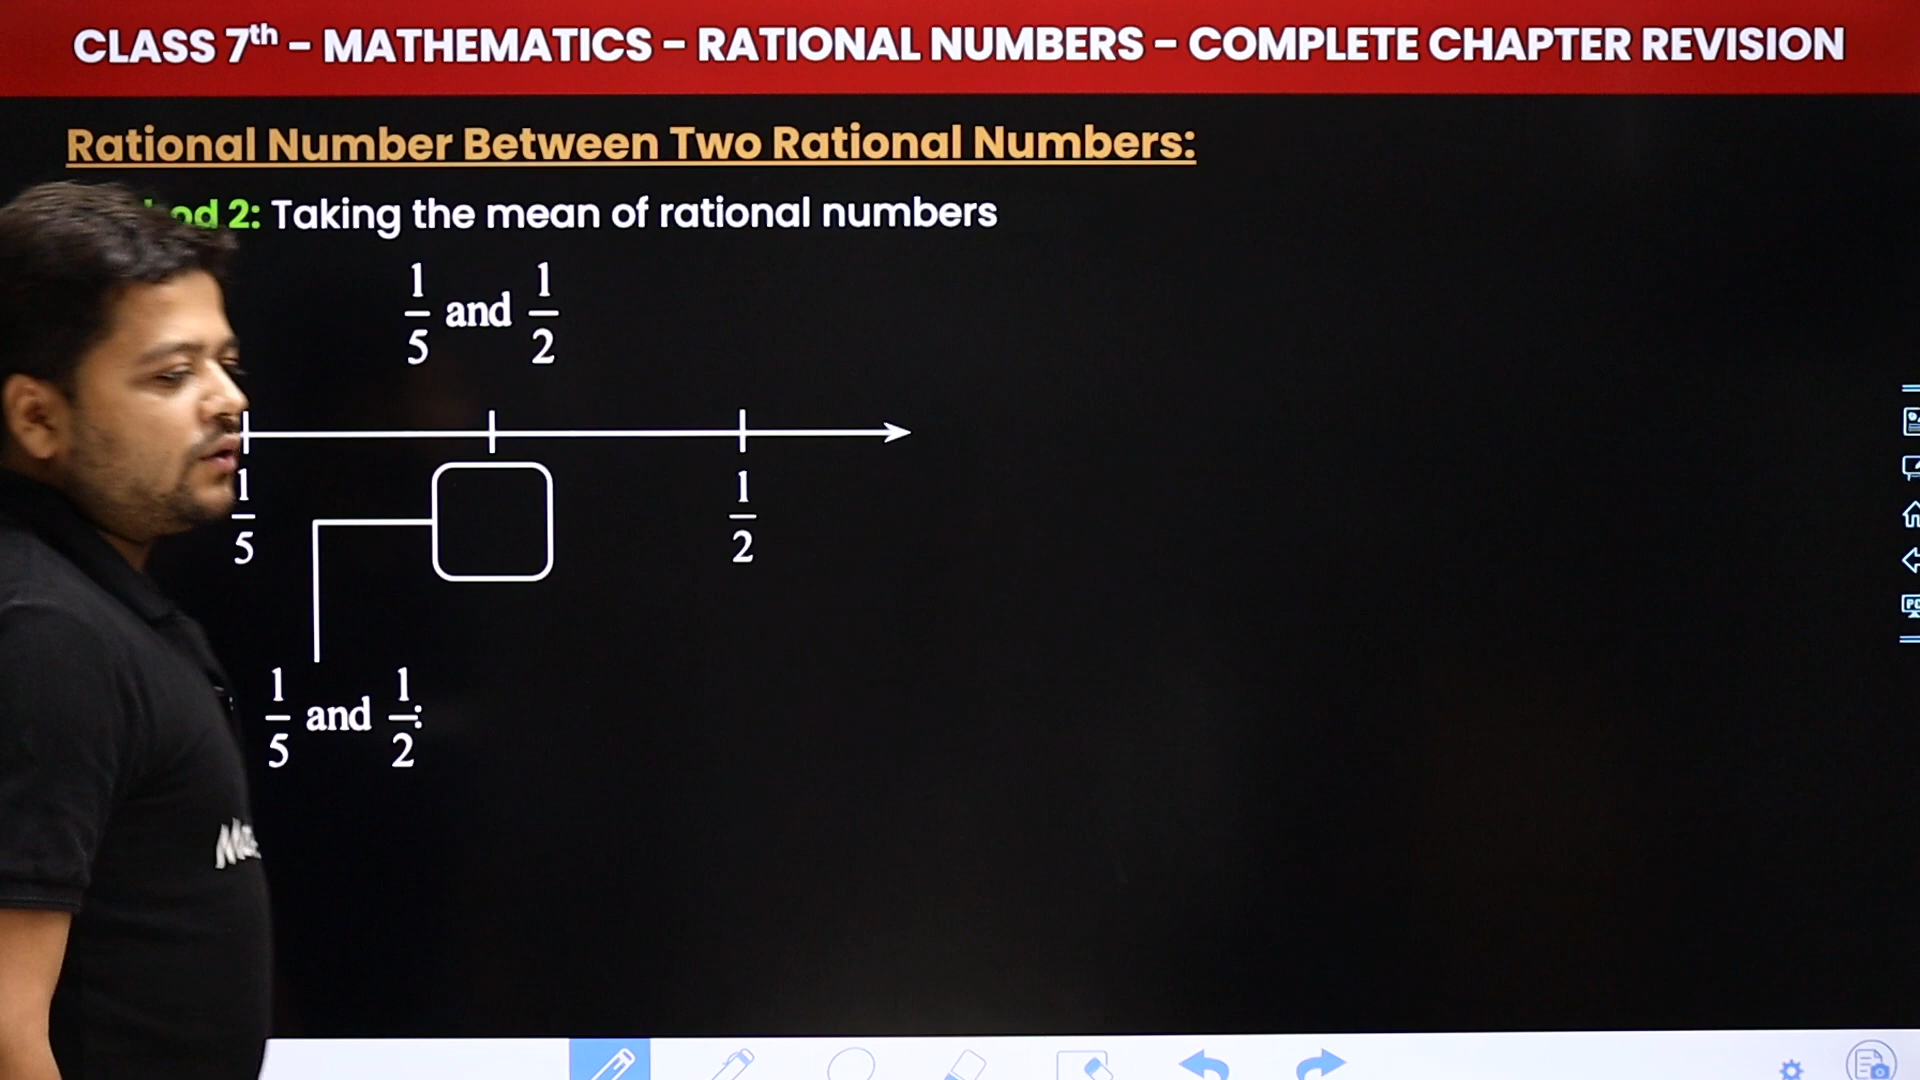 CLASS 7th – MATHEMATICS – RATIONAL NUMBERS – COMPLETE CHAPTER REVISION
Rational Number Between Two Rational Numbers:
2: Taking the mean of rational numbers
1/5 and 1/2
1/5 1/2
1/5 and 1/2: